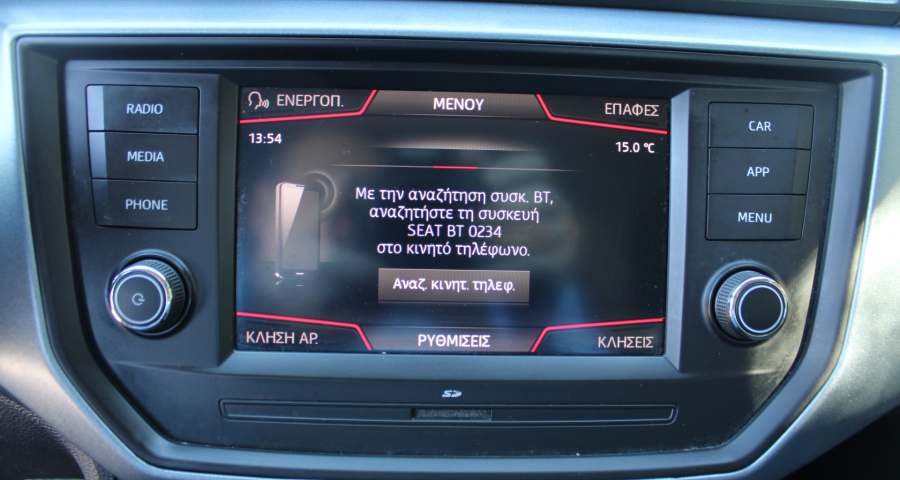 ΕΝΕΡΓΟΠ.
ΜΕΝΟΥ
ΕΠΑΦΕΣ
13:54
15.0 °C
Με την αναζήτηση συσκ. BT,
αναζητήστε τη συσκευή
SEAT BT 0234
στο κινητό τηλέφωνο.
Αναζ. κινητ. τηλεφ.
ΚΛΗΣΗ ΑΡ.
ΡΥΘΜΙΣΕΙΣ
ΚΛΗΣΕΙΣ
RADIO
MEDIA
PHONE
CAR
APP
MENU
SD